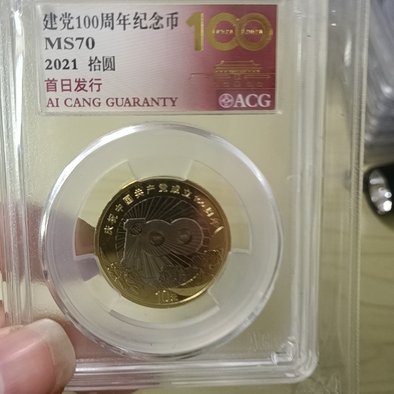 建党100周年纪念币
MS70
2021 拾圆
首日发行
AI CANG GUARANTY
100
ACG
庆祝中国共产党成立100周年